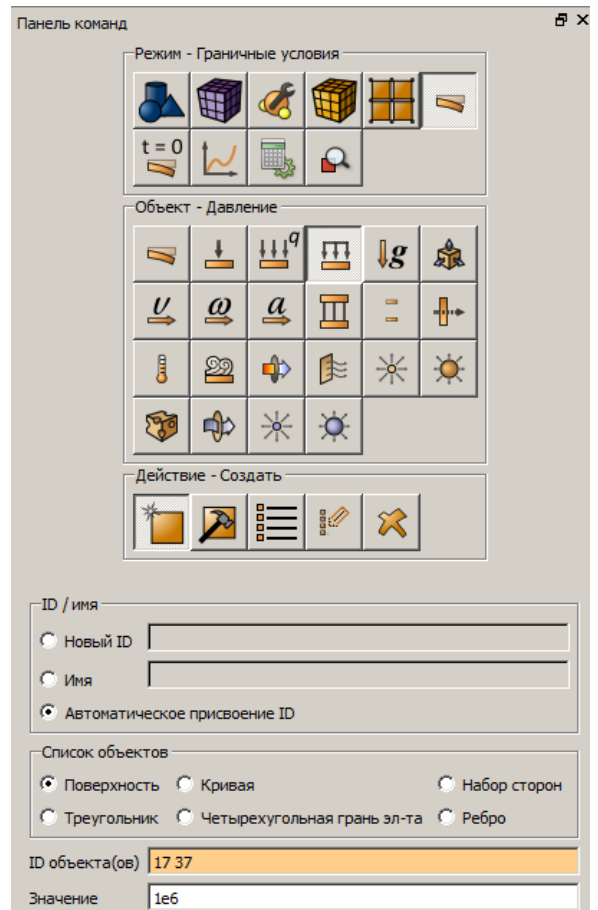 Панель команд
Режим - Граничные условия
t = 0
Объект - Давление
q
g
v ω a
Действие - Создать
ID / имя
Новый ID
Имя
Автоматическое присвоение ID
Список объектов
Поверхность Кривая Набор сторон
Треугольник Четырехугольная грань эл-та Ребро
ID объекта(ов) 17 37
Значение 1e6